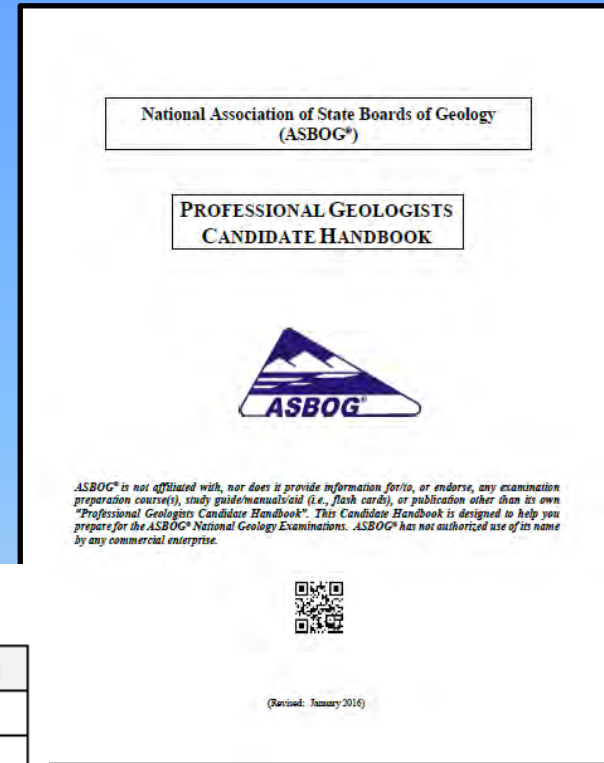 National Association of State Boards of Geology
(ASBOG®)
PROFESSIONAL GEOLOGISTS
CANDIDATE HANDBOOK
ASBOG®
ASBOG® is not affiliated with, nor does it provide information for/to, or endorse, any examination
preparation course(s), study guide/manuals/aid (i.e., flash cards), or publication other than its own
"Professional Geologists Candidate Handbook". This Candidate Handbook is designed to help you
prepare for the ASBOG® National Geology Examinations. ASBOG® has not authorized use of its name
by any commercial enterprise.
(Revised: January 2016)